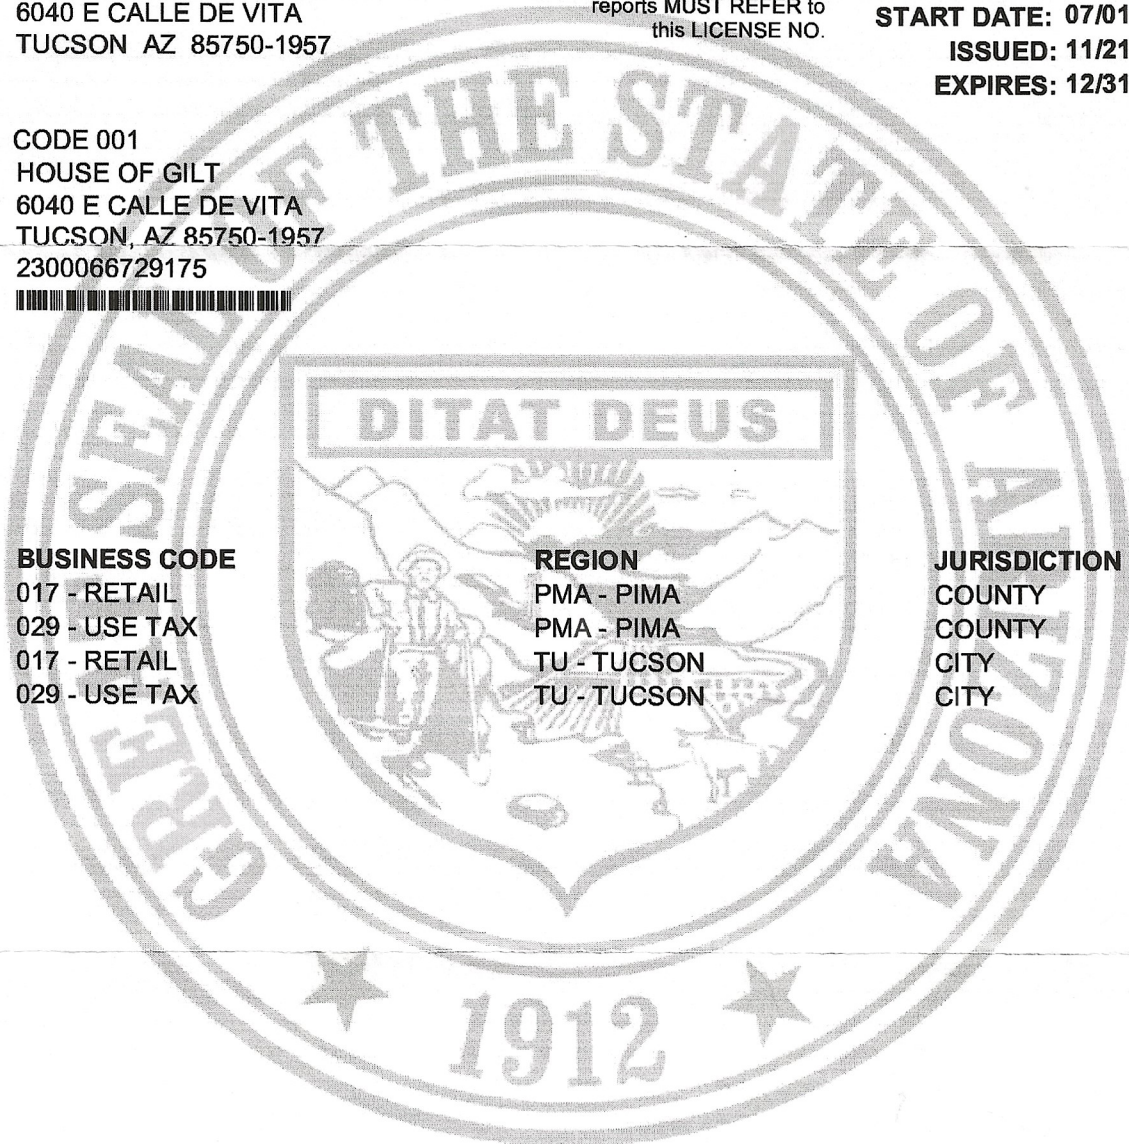 6040 E CALLE DE VITA
TUCSON AZ 85750-1957
reports MUST REFER to
this LICENSE NO.
START DATE: 07/01
ISSUED: 11/21
EXPIRES: 12/31
CODE 001
HOUSE OF GILT
6040 E CALLE DE VITA
TUCSON, AZ 85750-1957
2300066729175
GREAT SEAL OF THE STATE OF ARIZONA
DITAT DEUS
BUSINESS CODE REGION JURISDICTION
017 - RETAIL PMA - PIMA COUNTY
029 - USE TAX PMA - PIMA COUNTY
017 - RETAIL TU - TUCSON CITY
029 - USE TAX TU - TUCSON CITY
1912